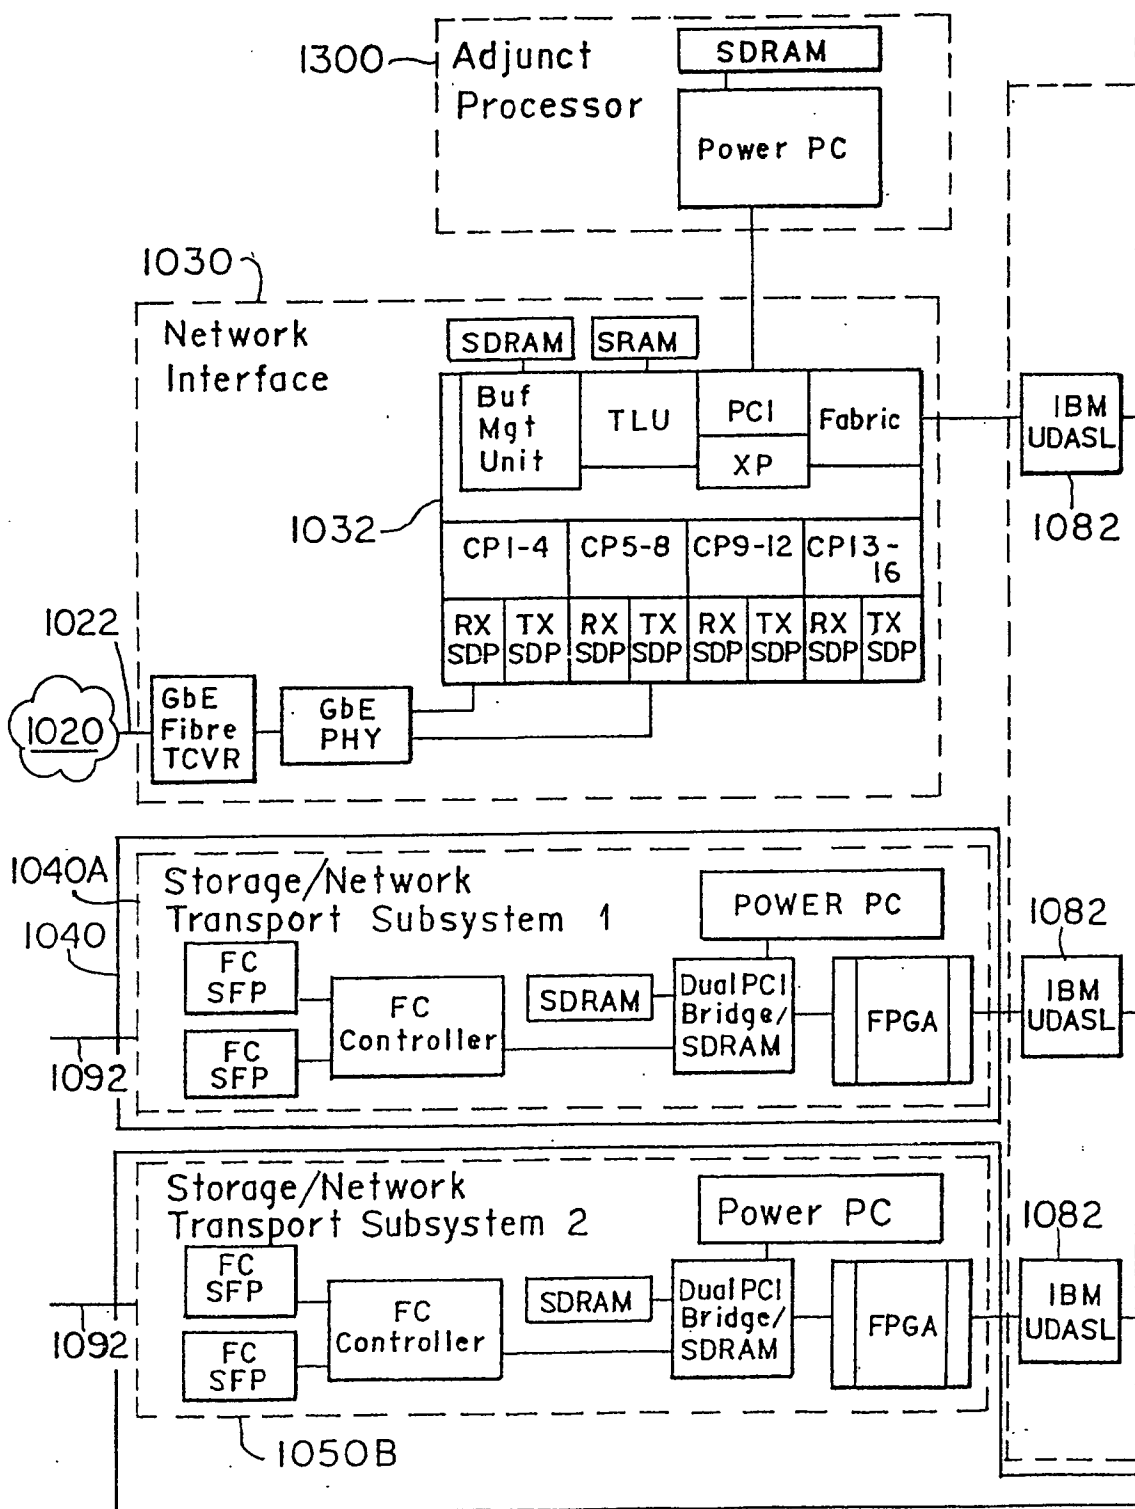 1300
Adjunct
Processor
SDRAM
Power PC
1030
Network
Interface
SDRAM
SRAM
Buf
Mgt
Unit
TLU
PCI
XP
Fabric
IBM
UDASL
1082
1032
CP1-4
CP5-8
CP9-12
CP13-
16
RX
SDP
TX
SDP
RX
SDP
TX
SDP
RX
SDP
TX
SDP
RX
SDP
TX
SDP
1022
1020
GbE
Fibre
TCVR
GbE
PHY
1040A
1040
Storage/Network
Transport Subsystem 1
POWER PC
FC
SFP
FC
SFP
FC
Controller
SDRAM
Dual PCI
Bridge/
SDRAM
FPGA
1082
IBM
UDASL
1092
Storage/Network
Transport Subsystem 2
Power PC
FC
SFP
FC
SFP
FC
Controller
SDRAM
Dual PCI
Bridge/
SDRAM
FPGA
1082
IBM
UDASL
1092
1050B